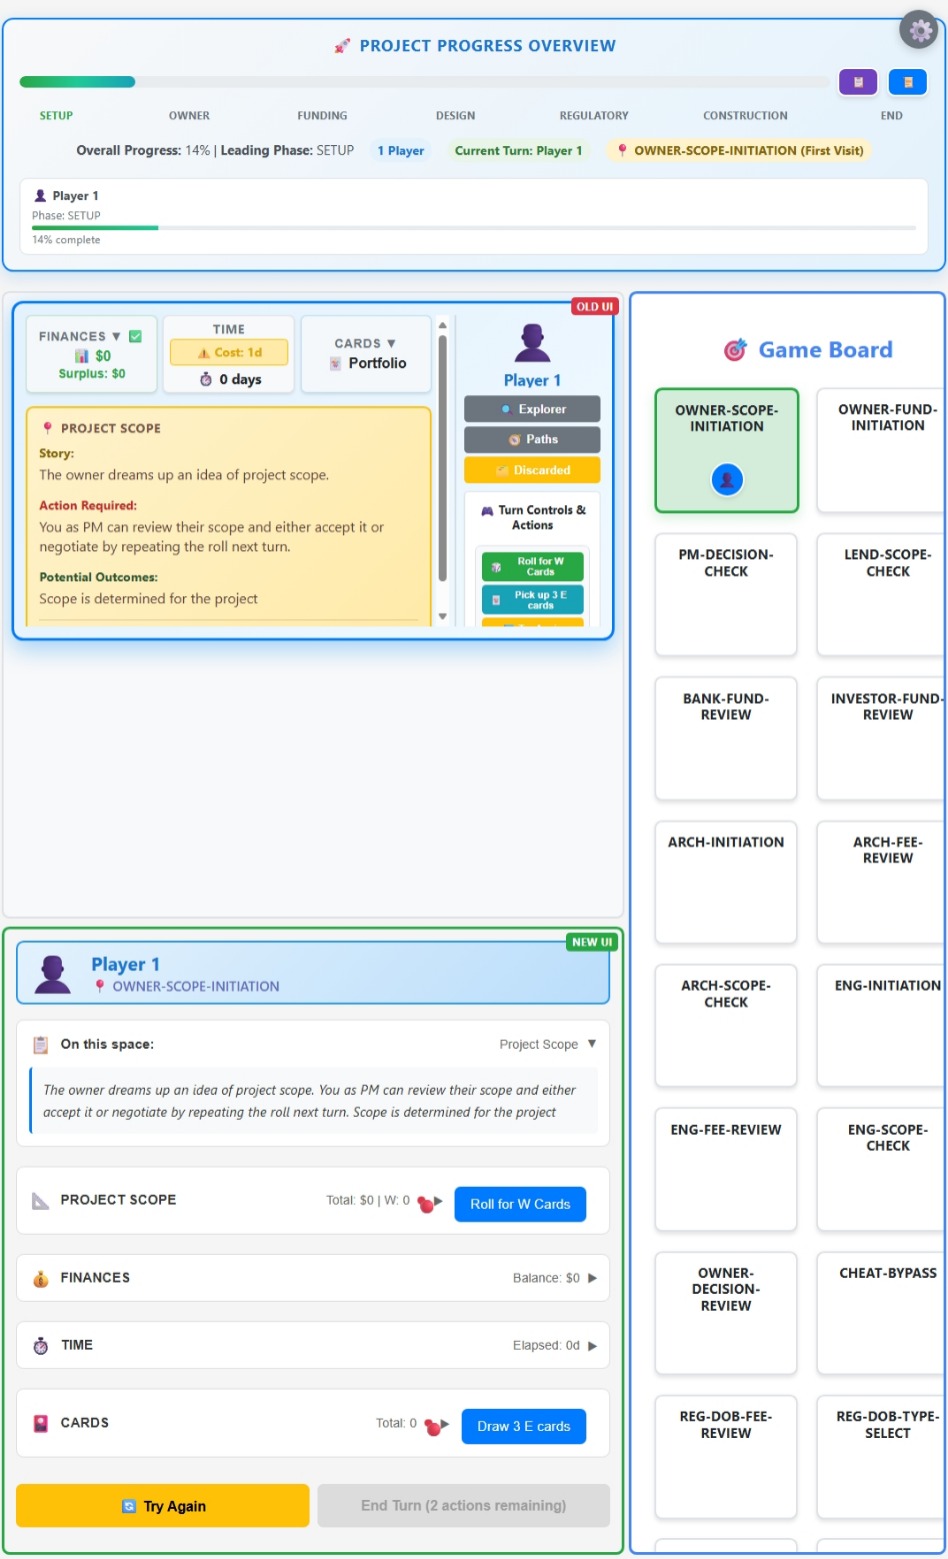 PROJECT PROGRESS OVERVIEW
SETUP
OWNER
FUNDING
DESIGN
REGULATORY
CONSTRUCTION
END
Overall Progress: 14% | Leading Phase: SETUP
1 Player
Current Turn: Player 1
OWNER-SCOPE-INITIATION (First Visit)
Player 1
Phase: SETUP
14% complete
OLD UI
FINANCES ▼
$0
Surplus: $0
TIME
Cost: 1d
0 days
CARDS ▼
Portfolio
PROJECT SCOPE
Story:
The owner dreams up an idea of project scope.
Action Required:
You as PM can review their scope and either accept it or
negotiate by repeating the roll next turn.
Potential Outcomes:
Scope is determined for the project
Player 1
Explorer
Paths
Discarded
Turn Controls &
Actions
Roll for W
Cards
Pick up 3 E
cards
NEW UI
Player 1
OWNER-SCOPE-INITIATION
On this space:
Project Scope ▼
The owner dreams up an idea of project scope. You as PM can review their scope and either
accept it or negotiate by repeating the roll next turn. Scope is determined for the project
PROJECT SCOPE
Total: $0 | W: 0
Roll for W Cards
FINANCES
Balance: $0 ▶
TIME
Elapsed: 0d ▶
CARDS
Total: 0
Draw 3 E cards
Try Again
End Turn (2 actions remaining)
Game Board
OWNER-SCOPE-
INITIATION
OWNER-FUND-
INITIATION
PM-DECISION-
CHECK
LEND-SCOPE-
CHECK
BANK-FUND-
REVIEW
INVESTOR-FUND-
REVIEW
ARCH-INITIATION
ARCH-FEE-
REVIEW
ARCH-SCOPE-
CHECK
ENG-INITIATION
ENG-FEE-REVIEW
ENG-SCOPE-
CHECK
OWNER-
DECISION-
REVIEW
CHEAT-BYPASS
REG-DOB-FEE-
REVIEW
REG-DOB-TYPE-
SELECT